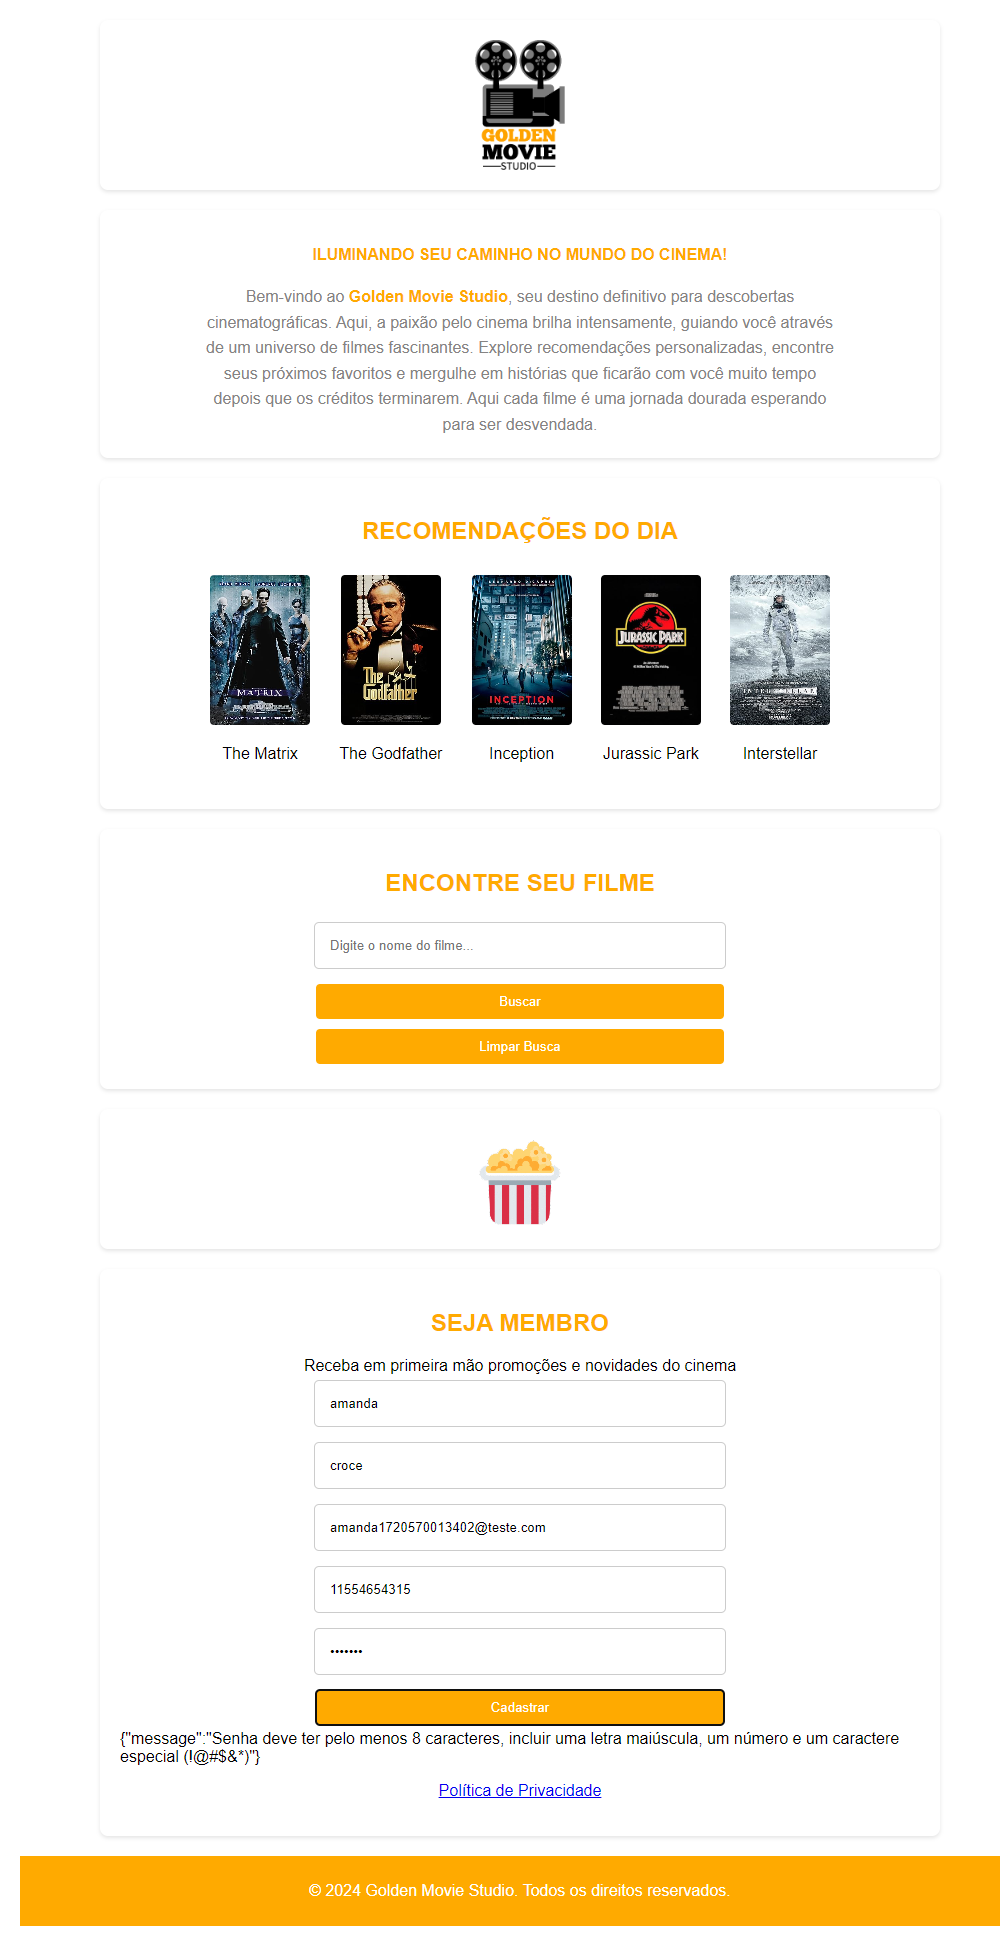 GOLDEN
MOVIE
STUDIO
ILUMINANDO SEU CAMINHO NO MUNDO DO CINEMA!
Bem-vindo ao Golden Movie Studio, seu destino definitivo para descobertas
cinematográficas. Aqui, a paixão pelo cinema brilha intensamente, guiando você através
de um universo de filmes fascinantes. Explore recomendações personalizadas, encontre
seus próximos favoritos e mergulhe em histórias que ficarão com você muito tempo
depois que os créditos terminarem. Aqui cada filme é uma jornada dourada esperando
para ser desvendada.
RECOMENDAÇÕES DO DIA
MATRIX
The
Godfather
INCEPTION
JURASSIC PARK
INTERSTELLAR
The Matrix
The Godfather
Inception
Jurassic Park
Interstellar
ENCONTRE SEU FILME
Digite o nome do filme...
Buscar
Limpar Busca
SEJA MEMBRO
Receba em primeira mão promoções e novidades do cinema
amanda
croce
amanda1720570013402@teste.com
11554654315
•••••••
Cadastrar
{"message":"Senha deve ter pelo menos 8 caracteres, incluir uma letra maiúscula, um número e um caractere
especial (!@#$&*)"}
Política de Privacidade
© 2024 Golden Movie Studio. Todos os direitos reservados.